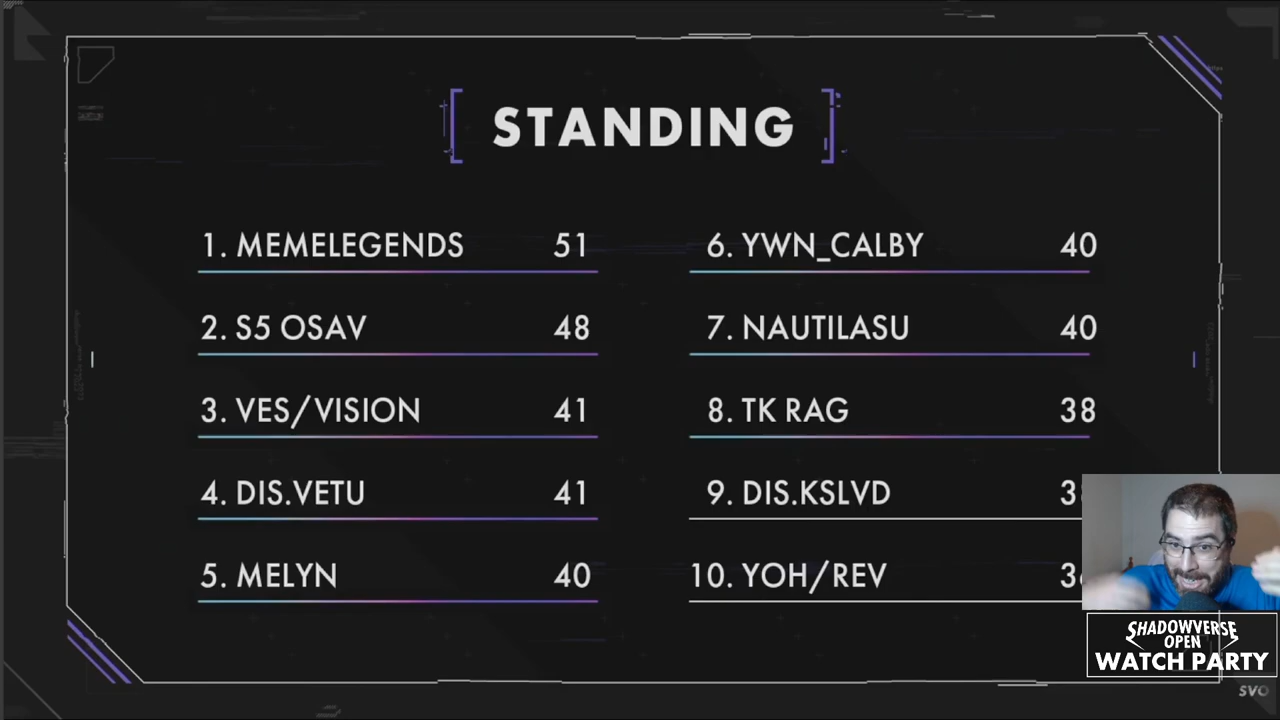 STANDING
1. MEMELEGENDS 51
2. S5 OSAV 48
3. VES/VISION 41
4. DIS.VETU 41
5. MELYN 40
6. YWN_CALBY 40
7. NAUTILASU 40
8. TK RAG 38
9. DIS.KSLVD
10. YOH/REV
SHADOWVERSE
OPEN
WATCH PARTY
SVO